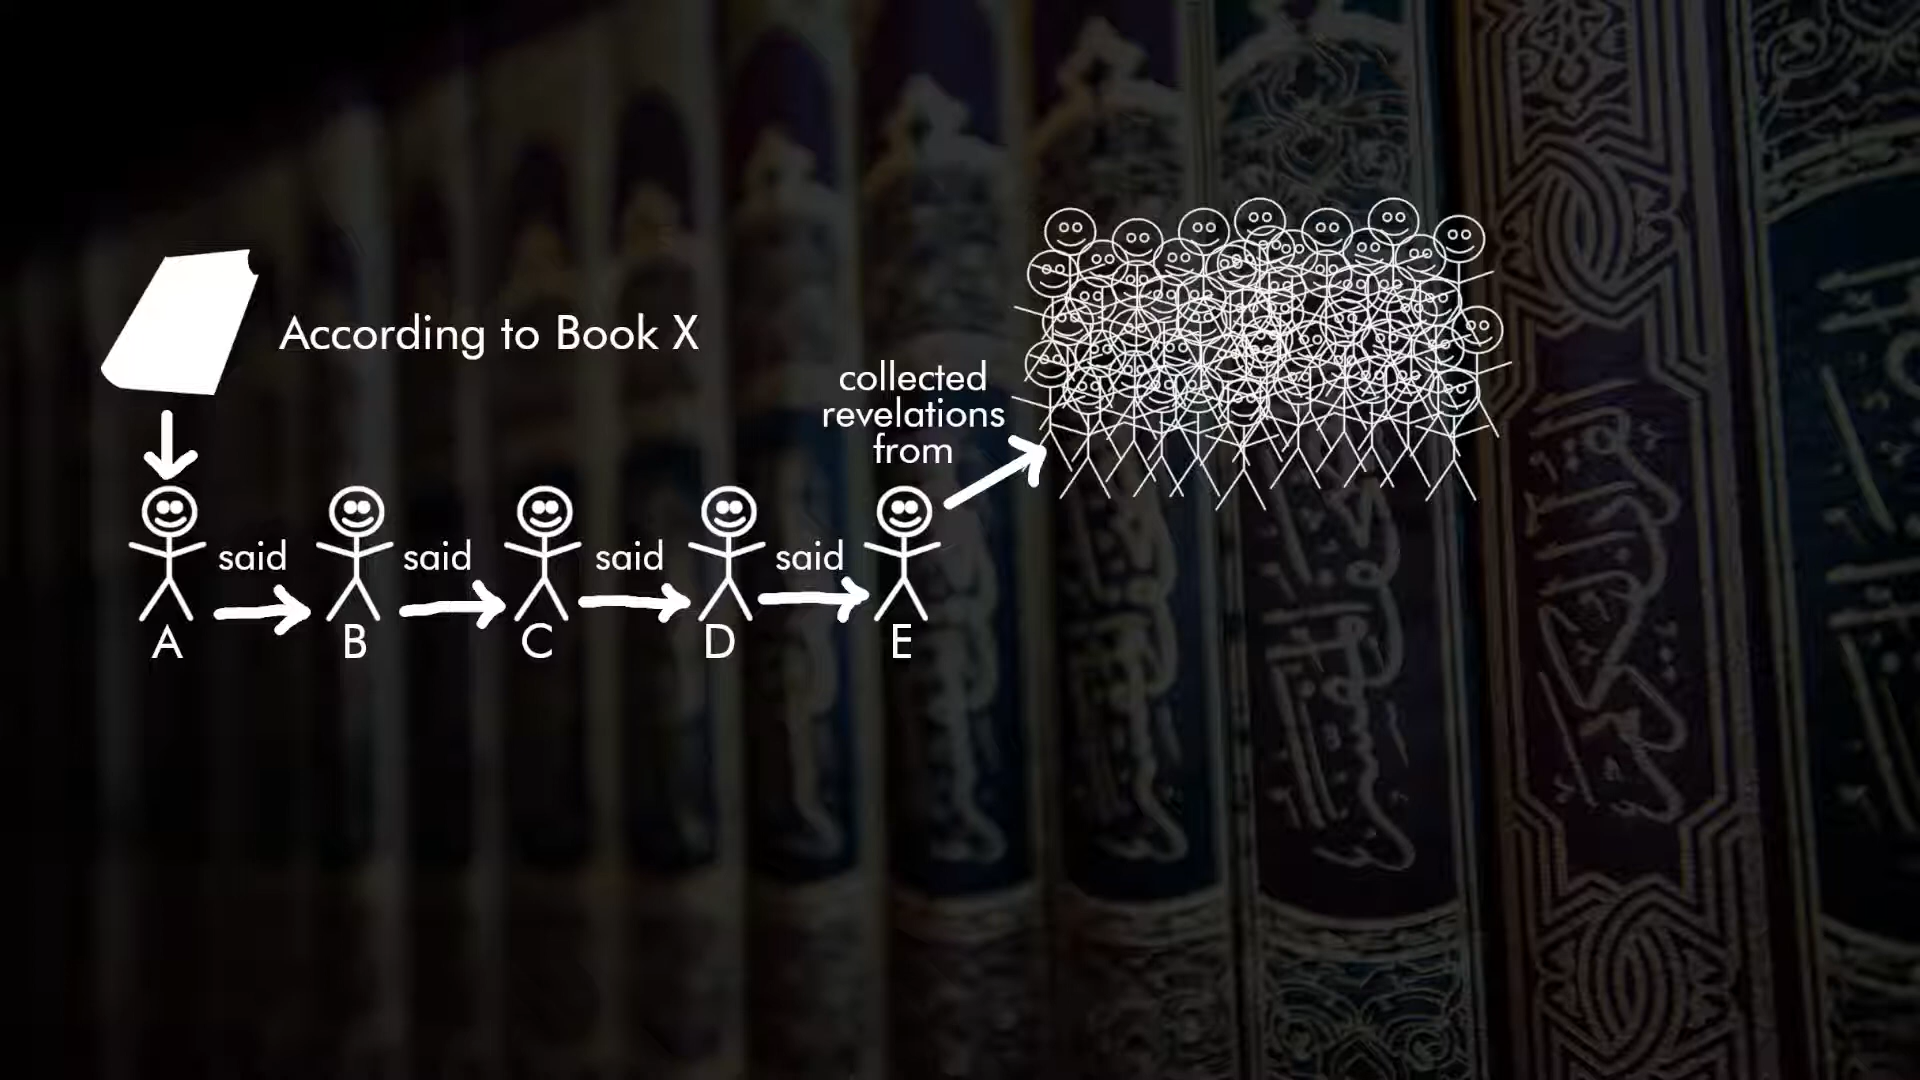 According to Book X
collected
revelations
from
said
said
said
said
A
B
C
D
E